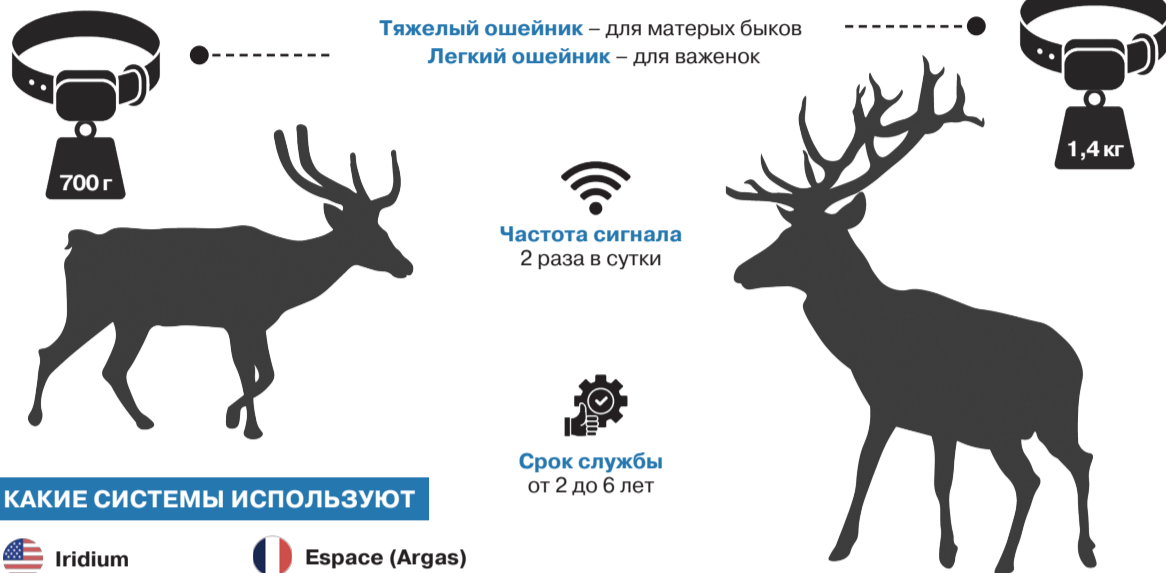 Тяжелый ошейник – для матерых быков
Легкий ошейник – для важенок
700 г
1,4 кг
Частота сигнала
2 раза в сутки
Срок службы
от 2 до 6 лет
КАКИЕ СИСТЕМЫ ИСПОЛЬЗУЮТ
Iridium
Espace (Argas)